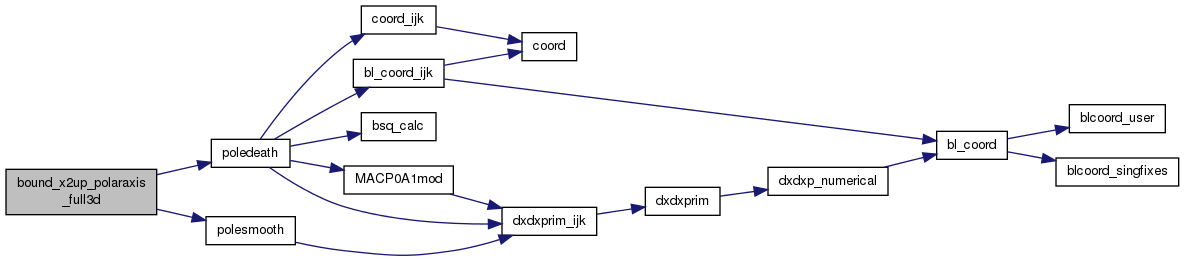 bound_x2up_polaraxis
_full3d
poledeath
polesmooth
coord_ijk
bl_coord_ijk
bsq_calc
MACP0A1mod
coord
dxdxprim_ijk
dxdxprim
dxdxp_numerical
bl_coord
blcoord_user
blcoord_singfixes